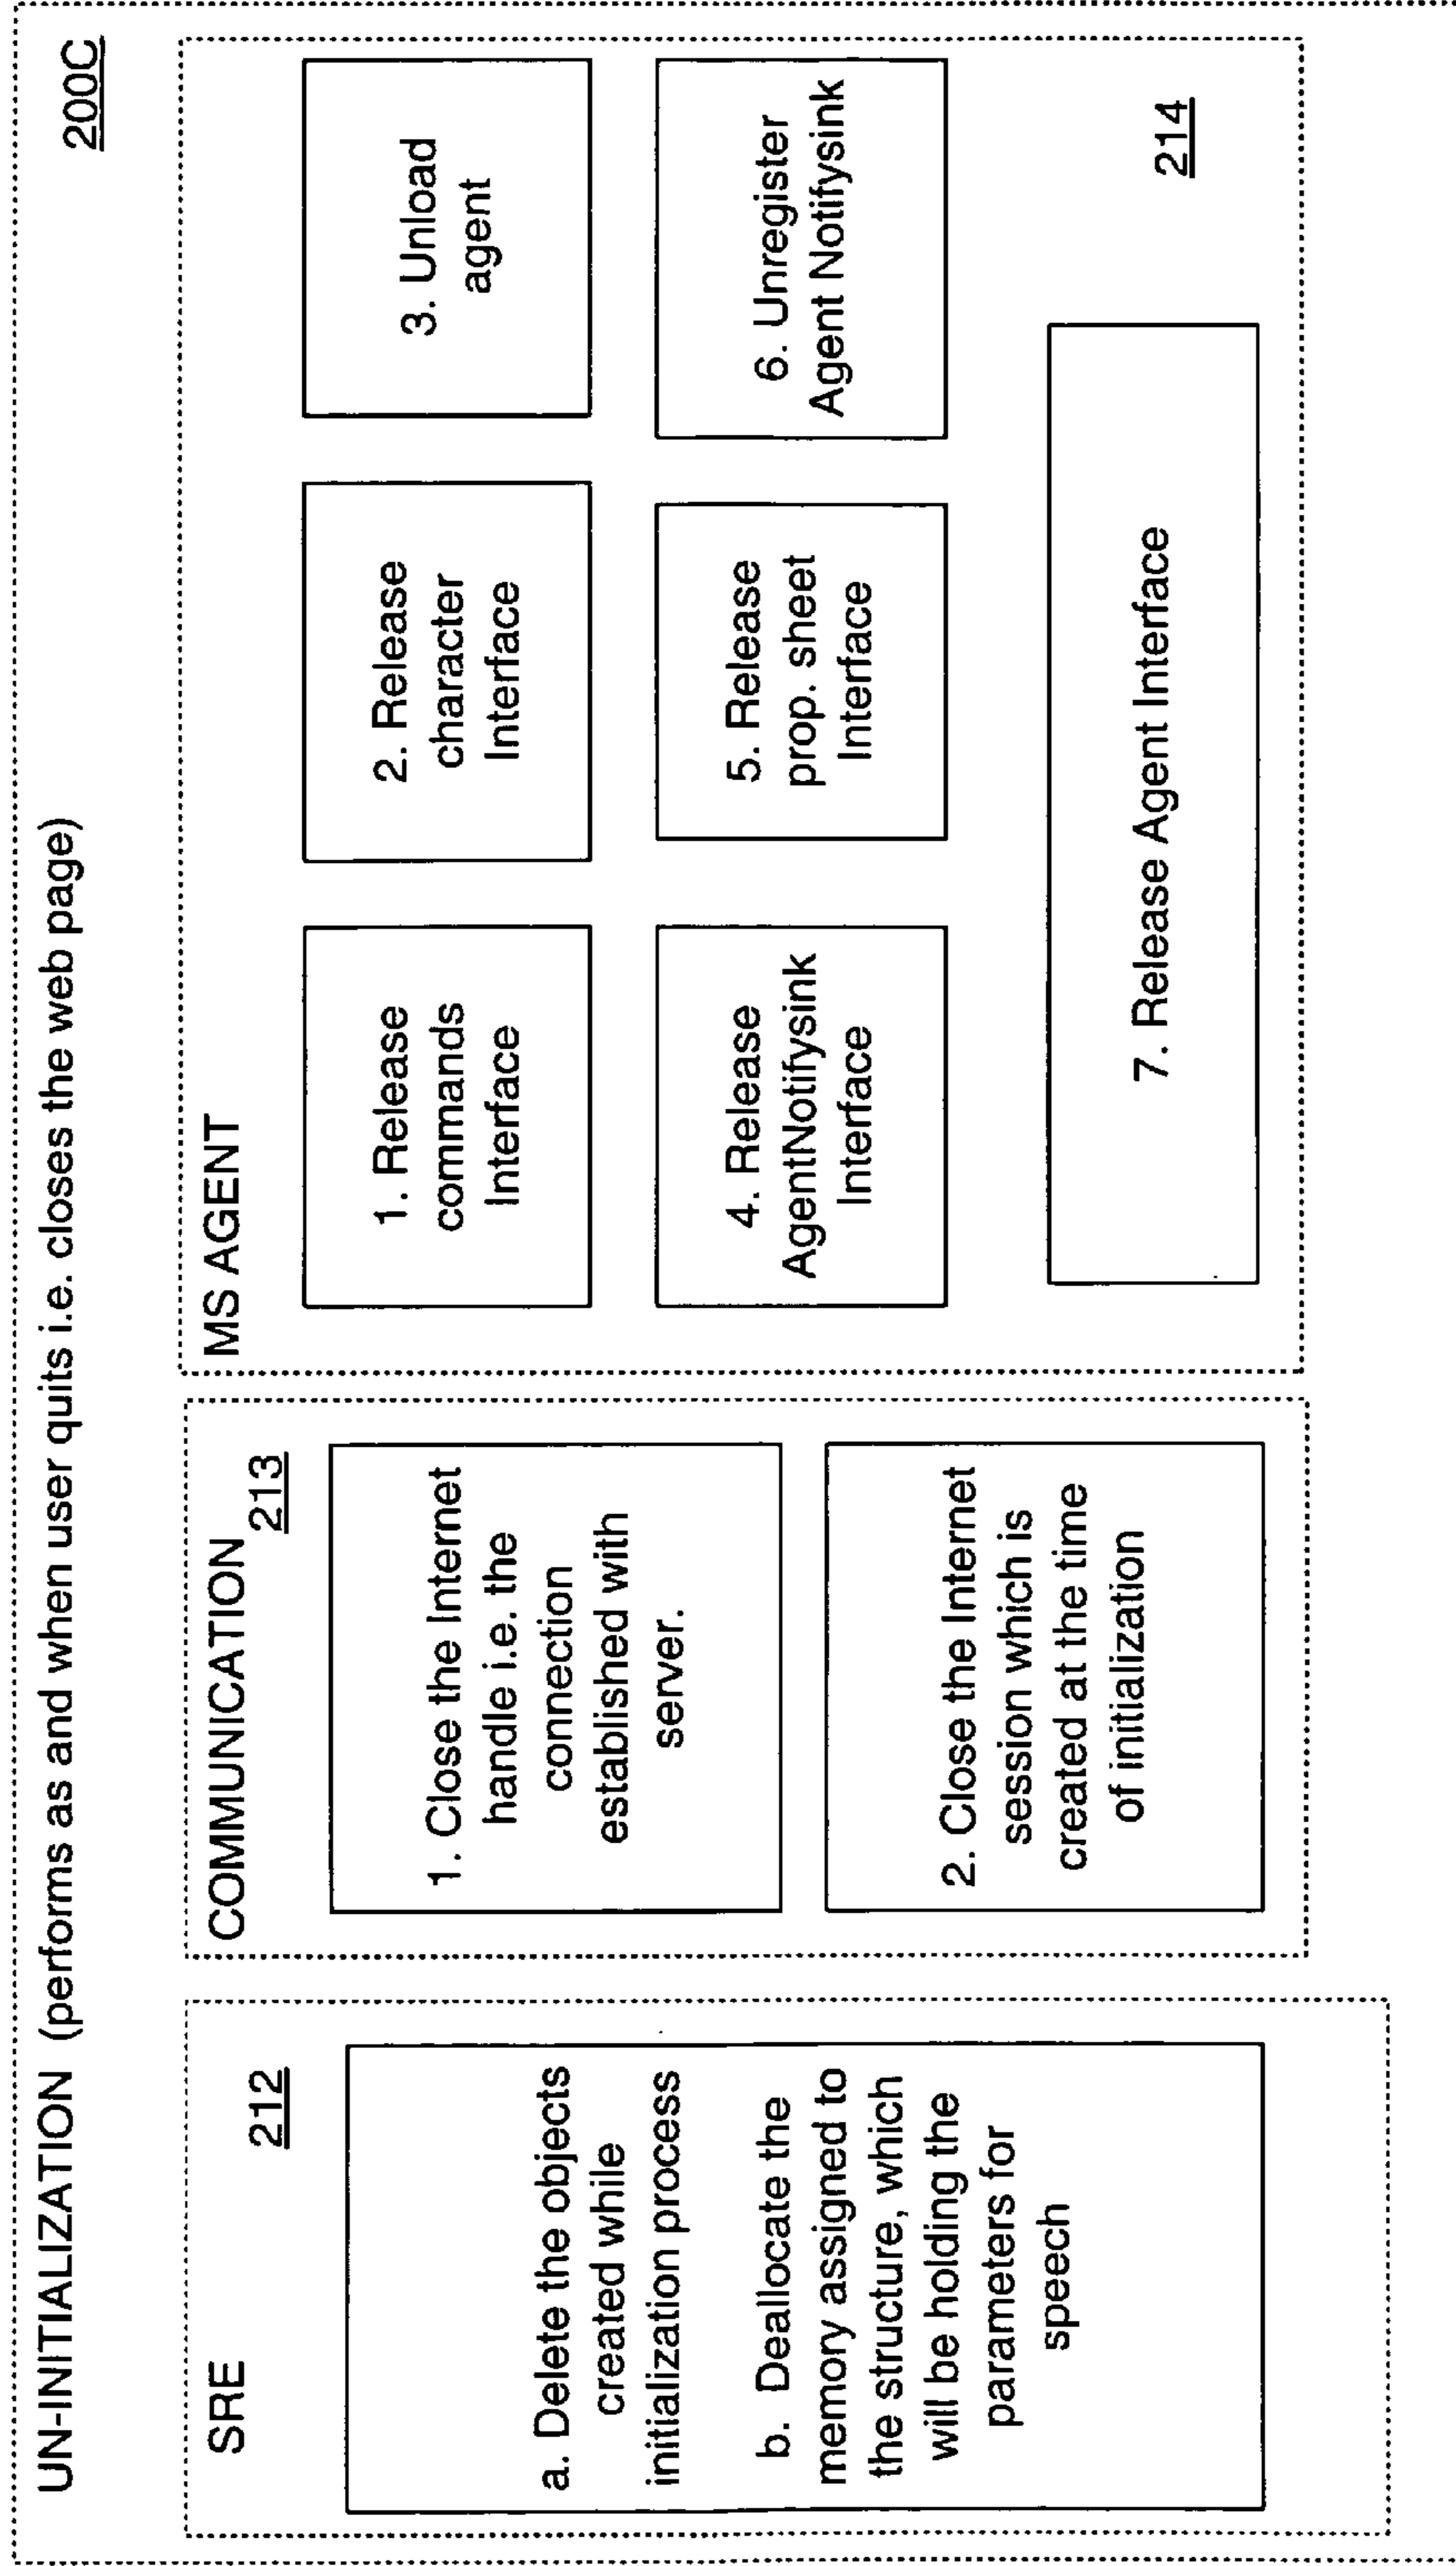 UN-INITIALIZATION (performs as and when user quits i.e. closes the web page)
200C
SRE
212
a. Delete the objects
created while
initialization process
b. Deallocate the
memory assigned to
the structure, which
will be holding the
parameters for
speech
COMMUNICATION
213
1. Close the Internet
handle i.e. the
connection
established with
server.
2. Close the Internet
session which is
created at the time
of initialization
MS AGENT
1. Release
commands
Interface
2. Release
character
Interface
3. Unload
agent
4. Release
AgentNotifysink
Interface
5. Release
prop. sheet
Interface
6. Unregister
Agent Notifysink
7. Release Agent Interface
214